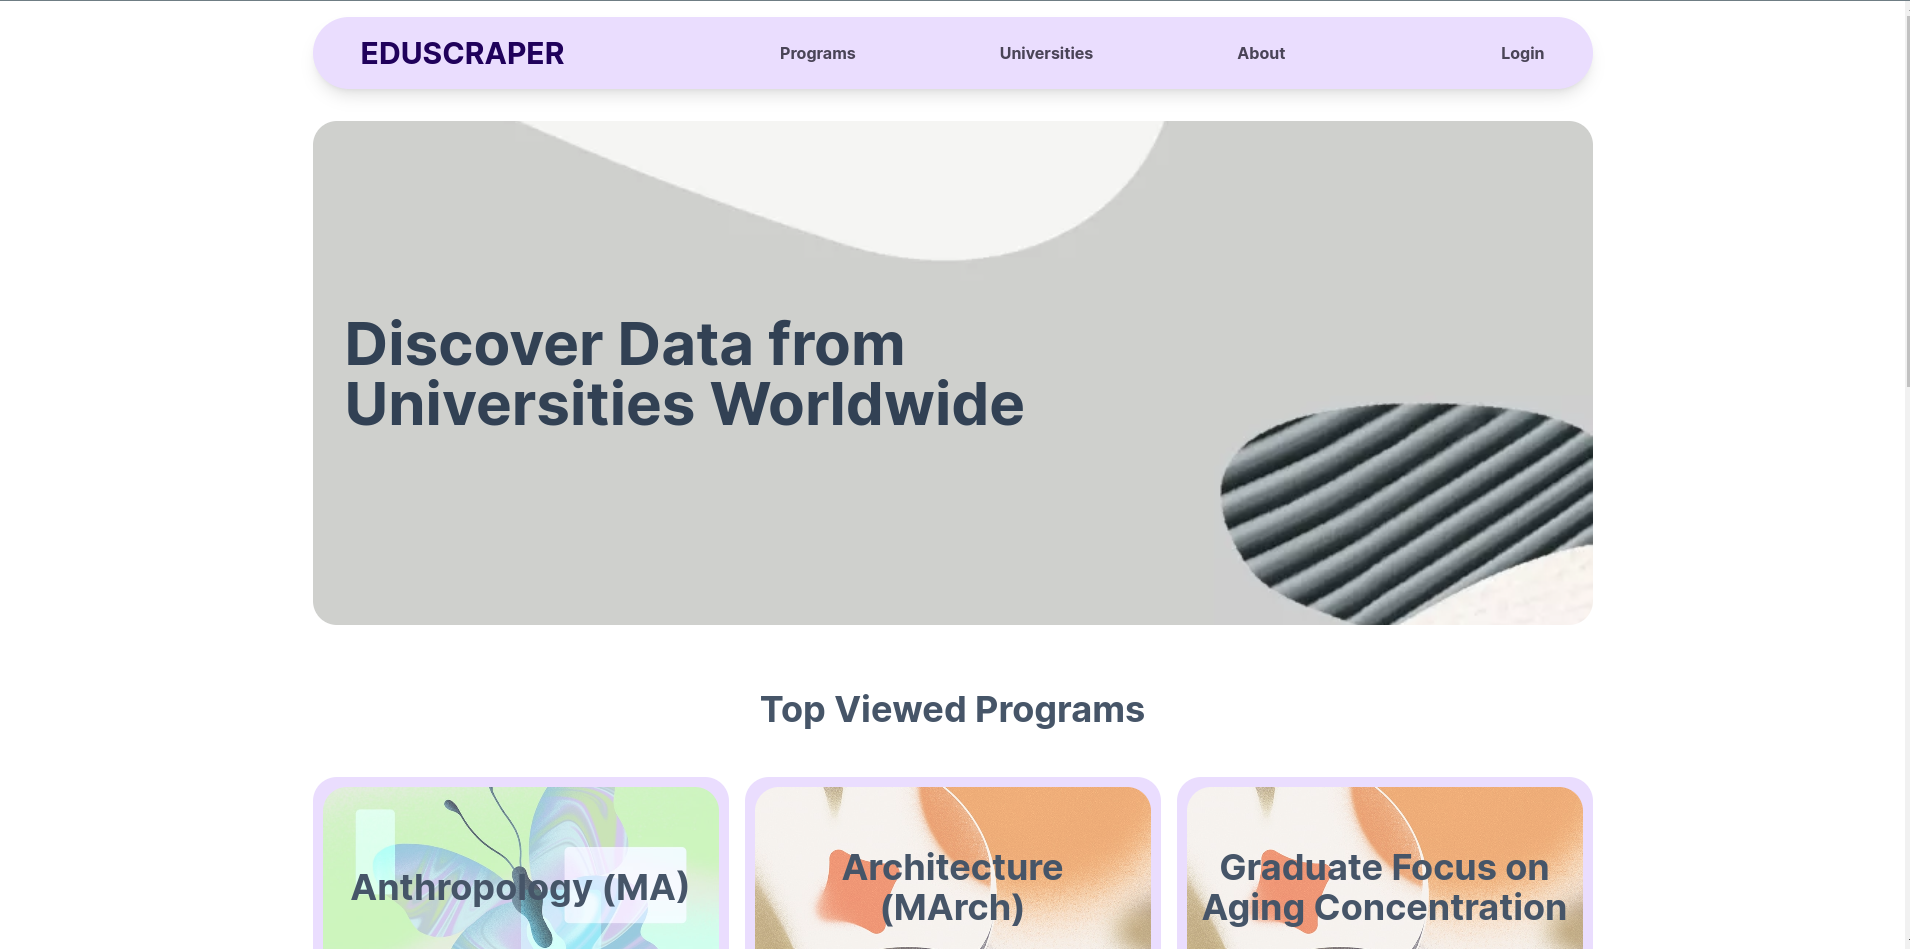 EDUSCRAPER
Programs
Universities
About
Login
Discover Data from
Universities Worldwide
Top Viewed Programs
Anthropology (MA)
Architecture
(MArch)
Graduate Focus on
Aging Concentration